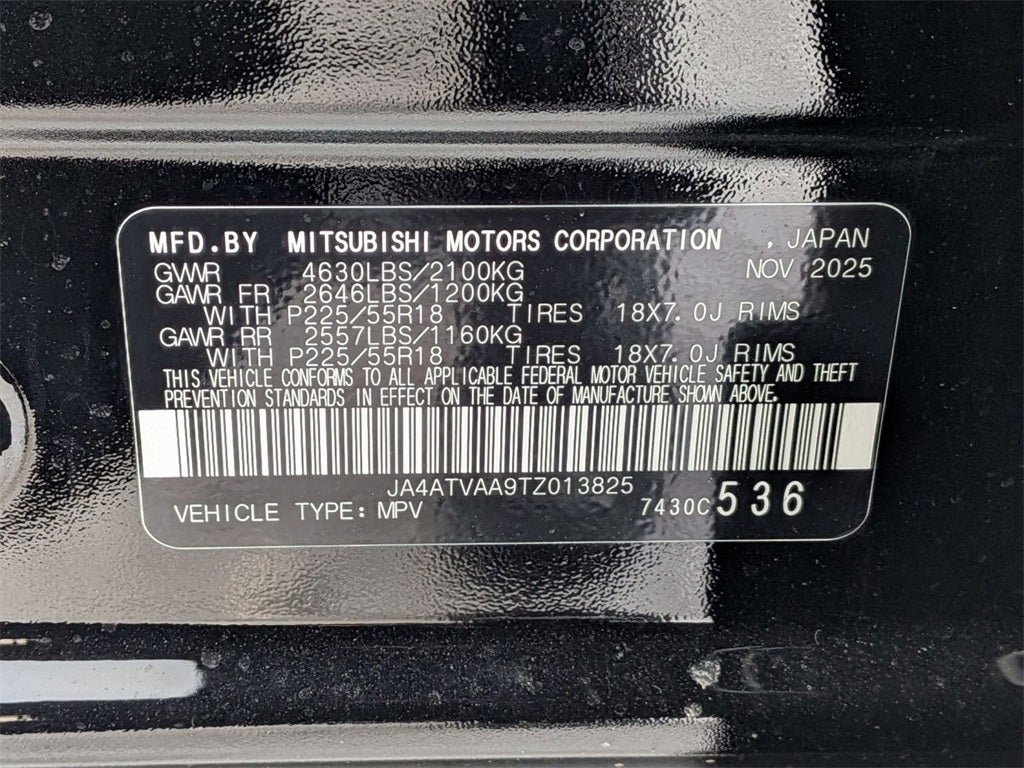 MFD.BY MITSUBISHI MOTORS CORPORATION , JAPAN
GVWR 4630LBS/2100KG NOV 2025
GAWR FR 2646LBS/1200KG
WITH P225/55R18 TIRES 18X7.0J RIMS
GAWR RR 2557LBS/1160KG
WITH P225/55R18 TIRES 18X7.0J RIMS
THIS VEHICLE CONFORMS TO ALL APPLICABLE FEDERAL MOTOR VEHICLE SAFETY AND THEFT
PREVENTION STANDARDS IN EFFECT ON THE DATE OF MANUFACTURE SHOWN ABOVE.
JA4ATVAA9TZ013825
VEHICLE TYPE: MPV 7430C 536